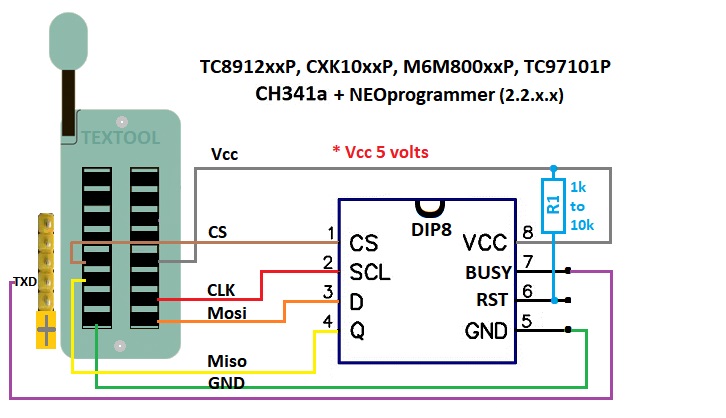 TC8912xxP, CXK10xxP, M6M800xxP, TC97101P
CH341a + NEOprogrammer (2.2.x.x)
TEXTOOL
Vcc
* Vcc 5 volts
R1
1k
to
10k
DIP8
CS
1
CS
VCC
8
2
SCL
BUSY
7
TXD
CLK
3
D
RST
6
Mosi
4
Q
GND
5
Miso
GND